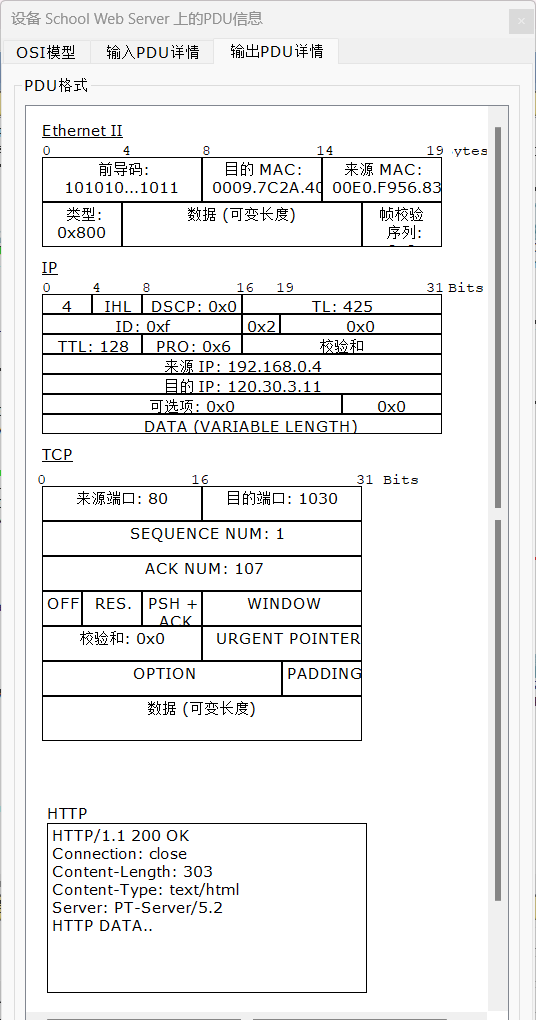 设备 School Web Server 上的PDU信息
OSI模型 输入PDU详情 输出PDU详情
PDU格式
Ethernet II
0 4 8 14 19 ytes
前导码: 目的 MAC: 来源 MAC:
101010...1011 0009.7C2A.40 00E0.F956.83
类型: 数据 (可变长度) 帧校验
0x800 序列:
IP
0 4 8 16 19 31 Bits
4 IHL DSCP: 0x0 TL: 425
ID: 0xf 0x2 0x0
TTL: 128 PRO: 0x6 校验和
来源 IP: 192.168.0.4
目的 IP: 120.30.3.11
可选项: 0x0 0x0
DATA (VARIABLE LENGTH)
TCP
0 16 31 Bits
来源端口: 80 目的端口: 1030
SEQUENCE NUM: 1
ACK NUM: 107
OFF RES. PSH + WINDOW
ACK
校验和: 0x0 URGENT POINTER
OPTION PADDING
数据 (可变长度)
HTTP
HTTP/1.1 200 OK
Connection: close
Content-Length: 303
Content-Type: text/html
Server: PT-Server/5.2
HTTP DATA..